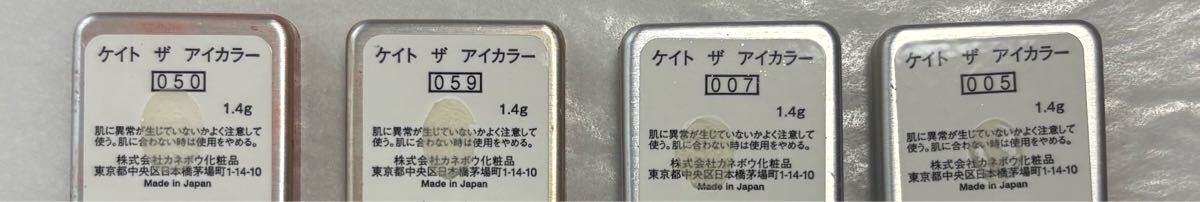 ケイト ザ アイカラー
050
1.4g
肌に異常が生じていないかよく注意して
使う。肌に合わない時は使用をやめる。
株式会社カネボウ化粧品
東京都中央区日本橋茅場町1-14-10
Made in Japan
ケイト ザ アイカラー
059
1.4g
肌に異常が生じていないかよく注意して
使う。肌に合わない時は使用をやめる。
株式会社カネボウ化粧品
東京都中央区日本橋茅場町1-14-10
Made in Japan
ケイト ザ アイカラー
007
1.4g
肌に異常が生じていないかよく注意して
使う。肌に合わない時は使用をやめる。
株式会社カネボウ化粧品
東京都中央区日本橋茅場町1-14-10
Made in Japan
ケイト ザ アイカラー
005
1.4g
肌に異常が生じていないかよく注意して
使う。肌に合わない時は使用をやめる。
株式会社カネボウ化粧品
東京都中央区日本橋茅場町1-14-10
Made in Japan